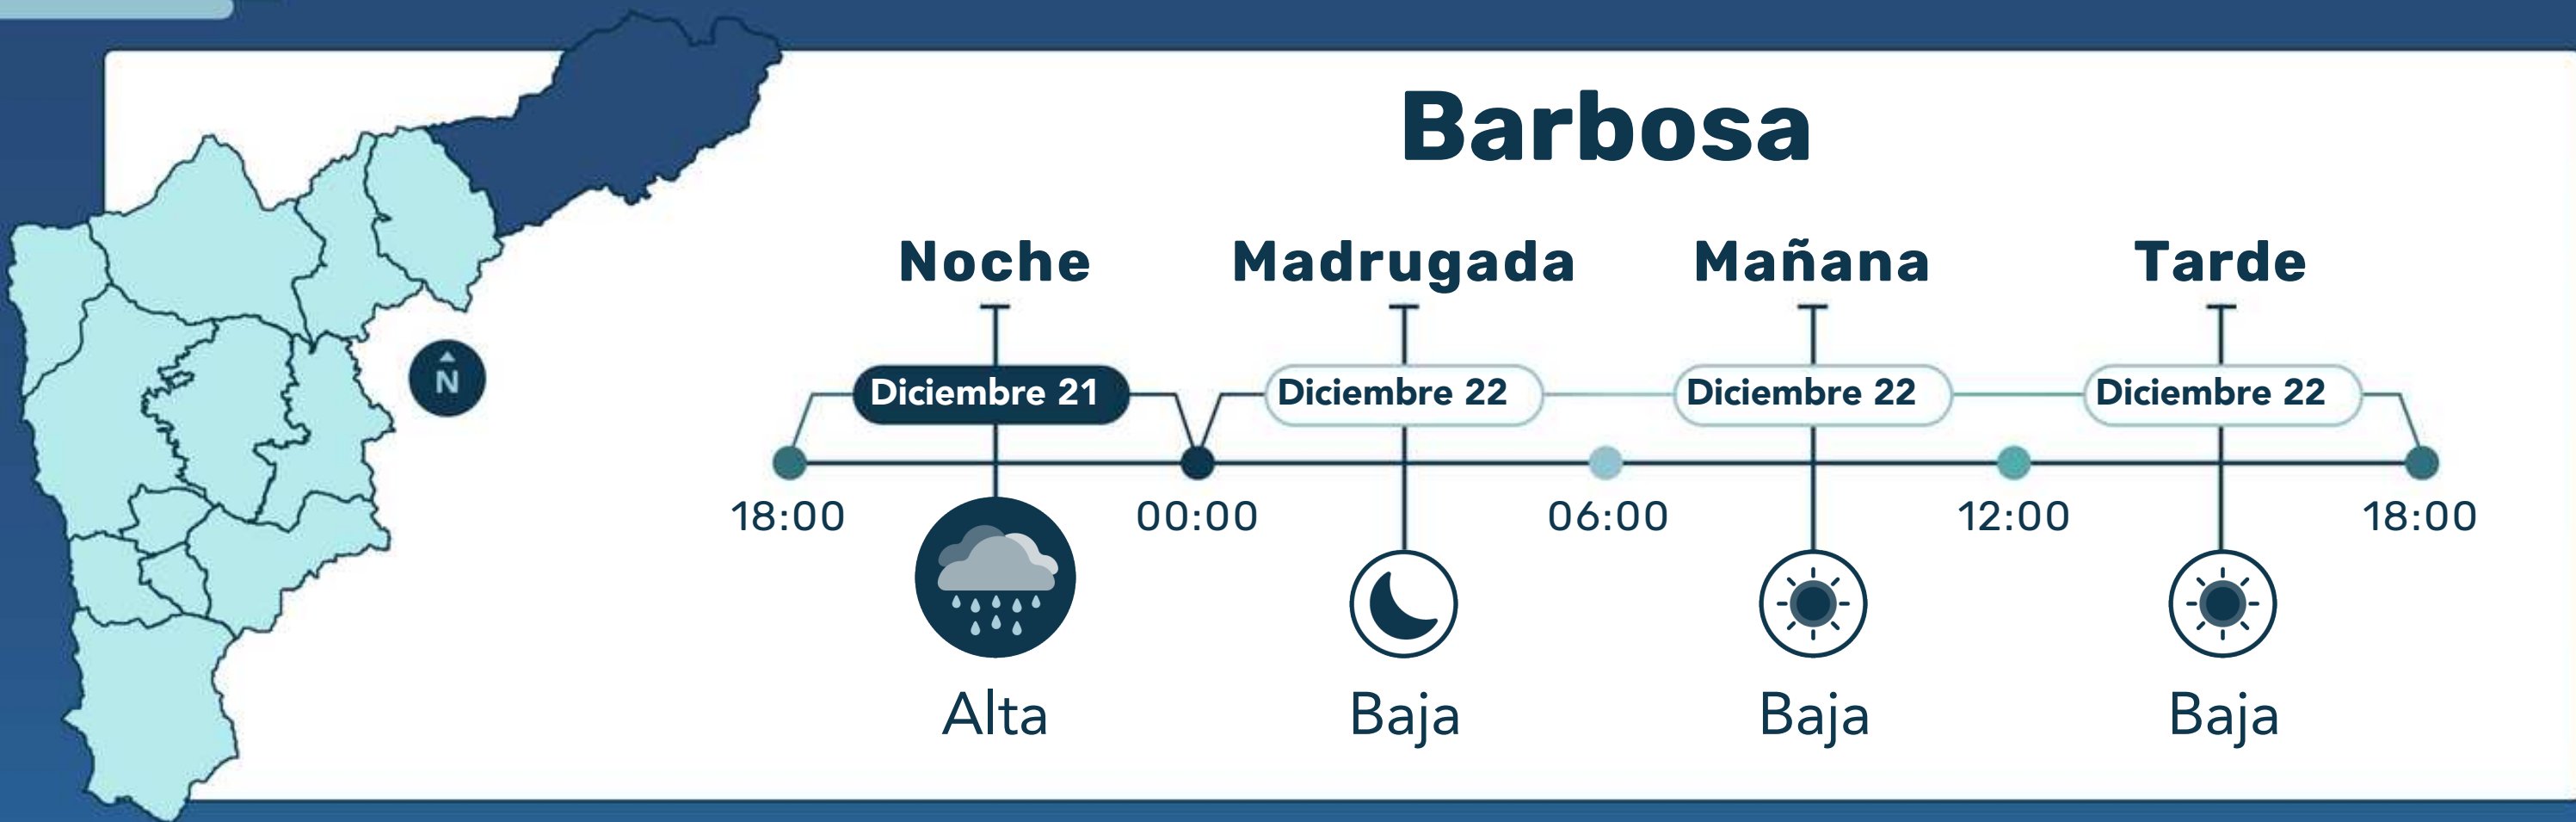 Barbosa
Noche Madrugada Mañana Tarde
Diciembre 21 Diciembre 22 Diciembre 22 Diciembre 22
N
18:00 00:00 06:00 12:00 18:00
Alta Baja Baja Baja